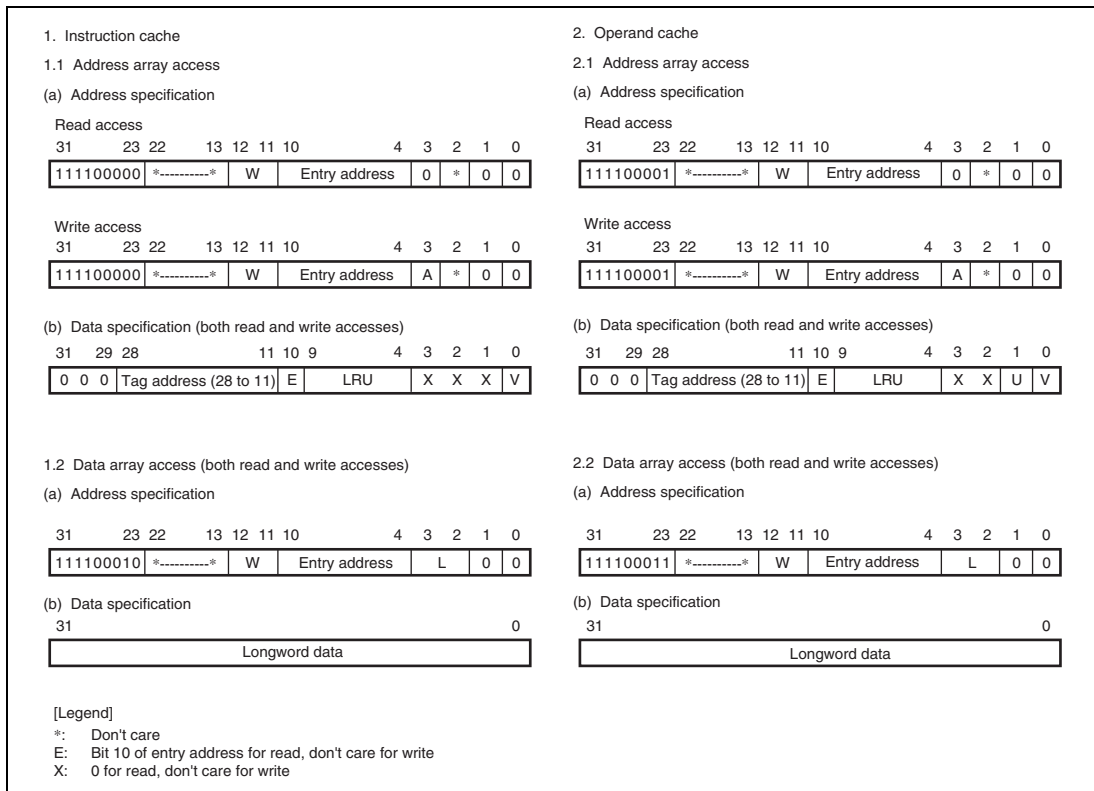 1. Instruction cache
1.1 Address array access
(a) Address specification
Read access
31 23 22 13 12 11 10 4 3 2 1 0
111100000 *----------* W Entry address 0 * 0 0
Write access
31 23 22 13 12 11 10 4 3 2 1 0
111100000 *----------* W Entry address A * 0 0
(b) Data specification (both read and write accesses)
31 29 28 11 10 9 4 3 2 1 0
0 0 0 Tag address (28 to 11) E LRU X X X V
1.2 Data array access (both read and write accesses)
(a) Address specification
31 23 22 13 12 11 10 4 3 2 1 0
111100010 *----------* W Entry address L 0 0
(b) Data specification
31 0
Longword data
2. Operand cache
2.1 Address array access
(a) Address specification
Read access
31 23 22 13 12 11 10 4 3 2 1 0
111100001 *----------* W Entry address 0 * 0 0
Write access
31 23 22 13 12 11 10 4 3 2 1 0
111100001 *----------* W Entry address A * 0 0
(b) Data specification (both read and write accesses)
31 29 28 11 10 9 4 3 2 1 0
0 0 0 Tag address (28 to 11) E LRU X X U V
2.2 Data array access (both read and write accesses)
(a) Address specification
31 23 22 13 12 11 10 4 3 2 1 0
111100011 *----------* W Entry address L 0 0
(b) Data specification
31 0
Longword data
[Legend]
*: Don't care
E: Bit 10 of entry address for read, don't care for write
X: 0 for read, don't care for write